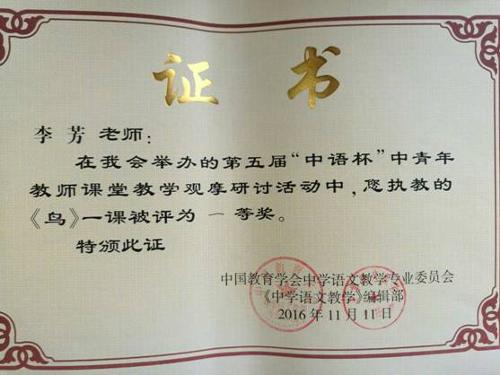 证书
李芳 老师：
在我会举办的第五届“中语杯”中青年
教师课堂教学观摩研讨活动中，您执教的
《鸟》一课被评为 一等奖。
特颁此证
中国教育学会中学语文教学专业委员会
《中学语文教学》编辑部
2016年11月11日